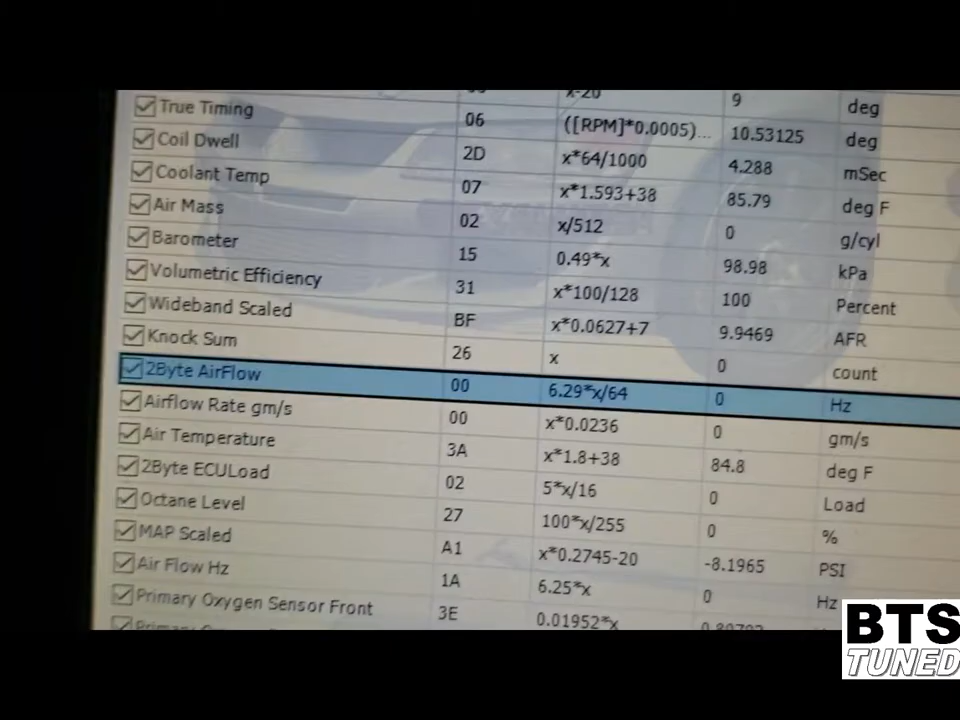 x-20 9 deg
True Timing 06 ([RPM]*0.0005)... 10.53125 deg
Coil Dwell 2D x*64/1000 4.288 mSec
Coolant Temp 07 x*1.593+38 85.79 deg F
Air Mass 02 x/512 0 g/cyl
Barometer 15 0.49*x 98.98 kPa
Volumetric Efficiency 31 x*100/128 100 Percent
Wideband Scaled BF x*0.0627+7 9.9469 AFR
Knock Sum 26 x 0 count
2Byte AirFlow 00 6.29*x/64 0 Hz
Airflow Rate gm/s 00 x*0.0236 0 gm/s
Air Temperature 3A x*1.8+38 84.8 deg F
2Byte ECULoad 02 5*x/16 0 Load
Octane Level 27 100*x/255 0 %
MAP Scaled A1 x*0.2745-20 -8.1965 PSI
Air Flow Hz 1A 6.25*x 0 Hz
Primary Oxygen Sensor Front 3E 0.01952*x
BTS
TUNED